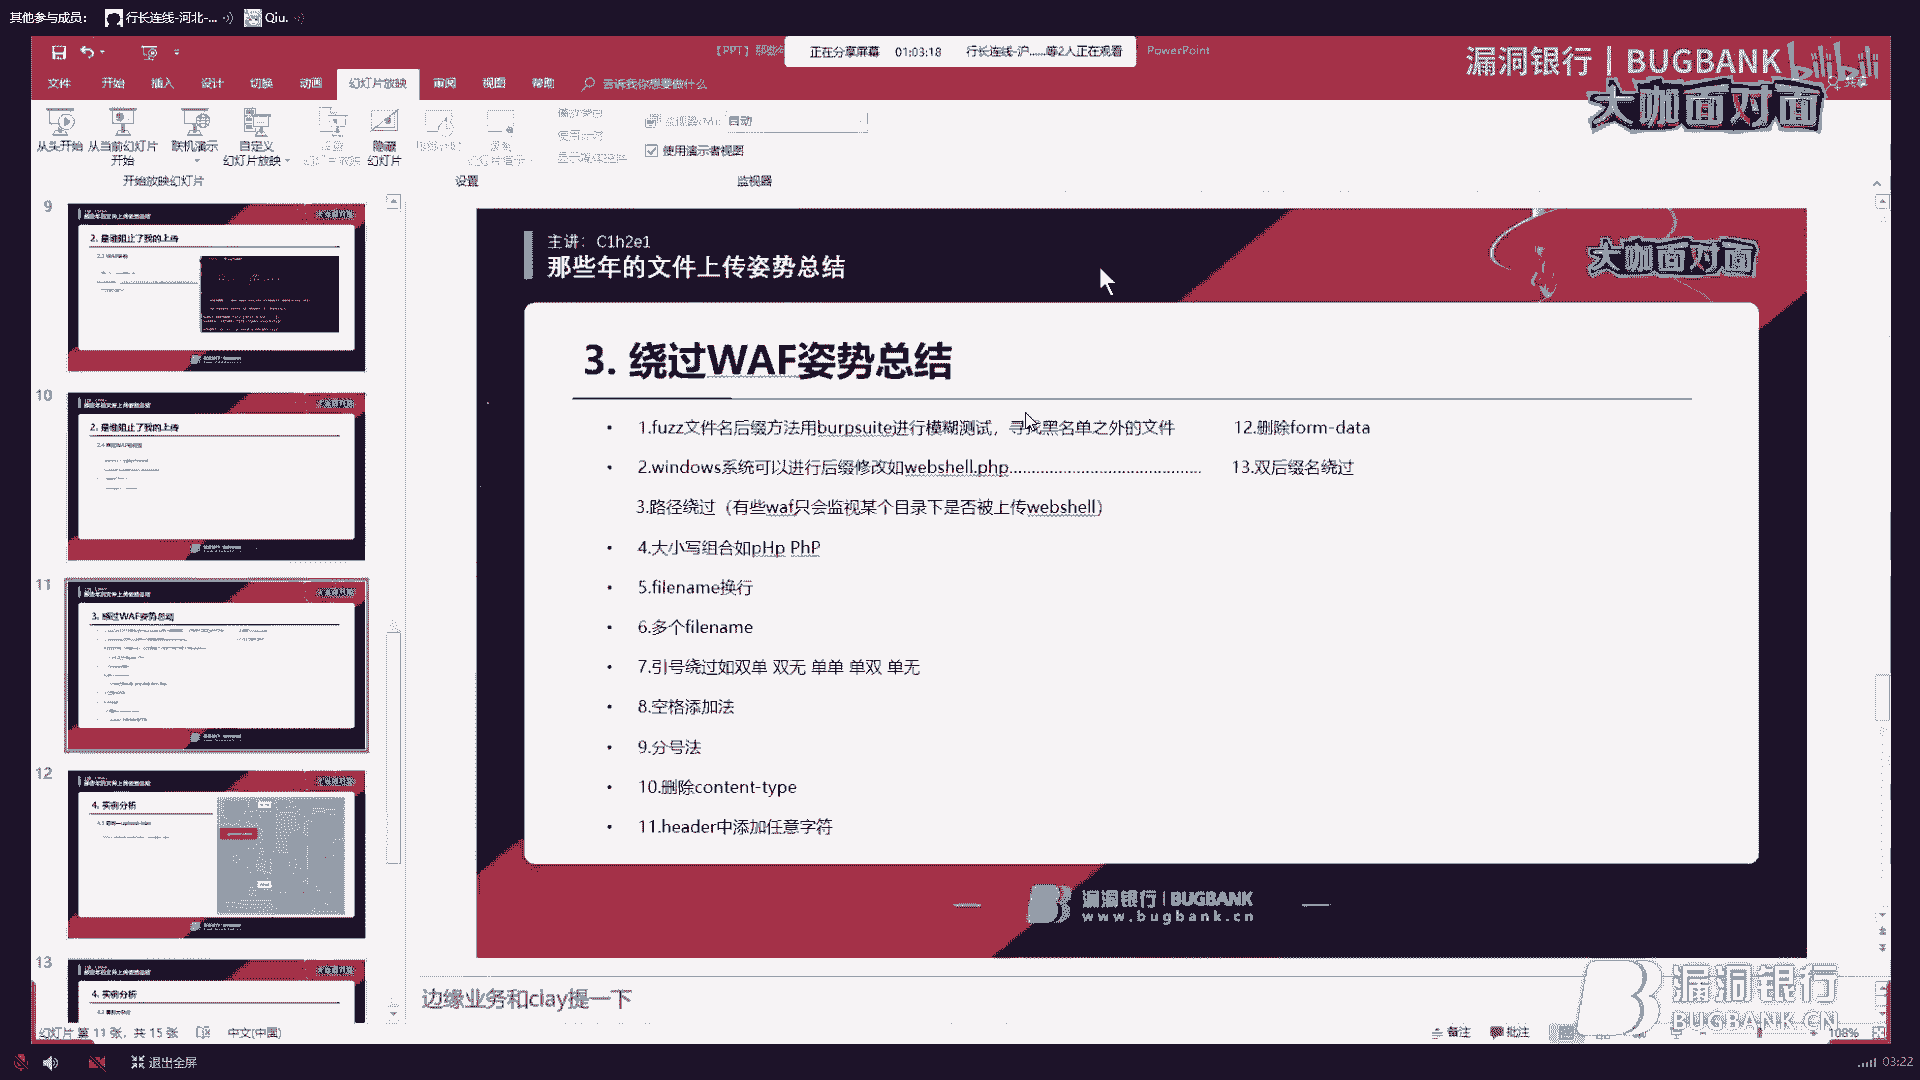 其他参与成员：
行长连线-河北-...
Qiu.
【PPT】那些
正在分享屏幕 01:03:18 行长连线-沪......等2人正在观看
PowerPoint
漏洞银行 | BUGBANK
bilibili
共享
大咖面对面
文件 开始 插入 设计 切换 动画 幻灯片放映 审阅 视图 帮助 告诉我你想要做什么
从头开始
从当前幻灯片
开始
联机演示
自定义
幻灯片放映
隐藏
幻灯片
自动
使用演示者视图
开始放映幻灯片
设置
监视器
9
2. 是谁阻止了我的上传
10
2. 是谁阻止了我的上传
11
3. 绕过WAF姿势总结
12
4. 实例分析
13
4. 实例分析
主讲：C1h2e1
那些年的文件上传姿势总结
大咖面对面
3. 绕过WAF姿势总结
• 1.fuzz文件名后缀方法用burpsuite进行模糊测试，寻找黑名单之外的文件
• 2.windows系统可以进行后缀修改如webshell.php..........................................
3.路径绕过（有些waf只会监视某个目录下是否被上传webshell）
• 4.大小写组合如pHp PhP
• 5.filename换行
• 6.多个filename
• 7.引号绕过如双单 双无 单单 单双 单无
• 8.空格添加法
• 9.分号法
• 10.删除content-type
• 11.header中添加任意字符
12.删除form-data
13.双后缀名绕过
漏洞银行 | BUGBANK
www.bugbank.cn
边缘业务和clay提一下
漏洞银行
BUGBANK.CN
幻灯片 第 11 张，共 15 张 中文(中国)
备注 批注
108%
退出全屏
03:22